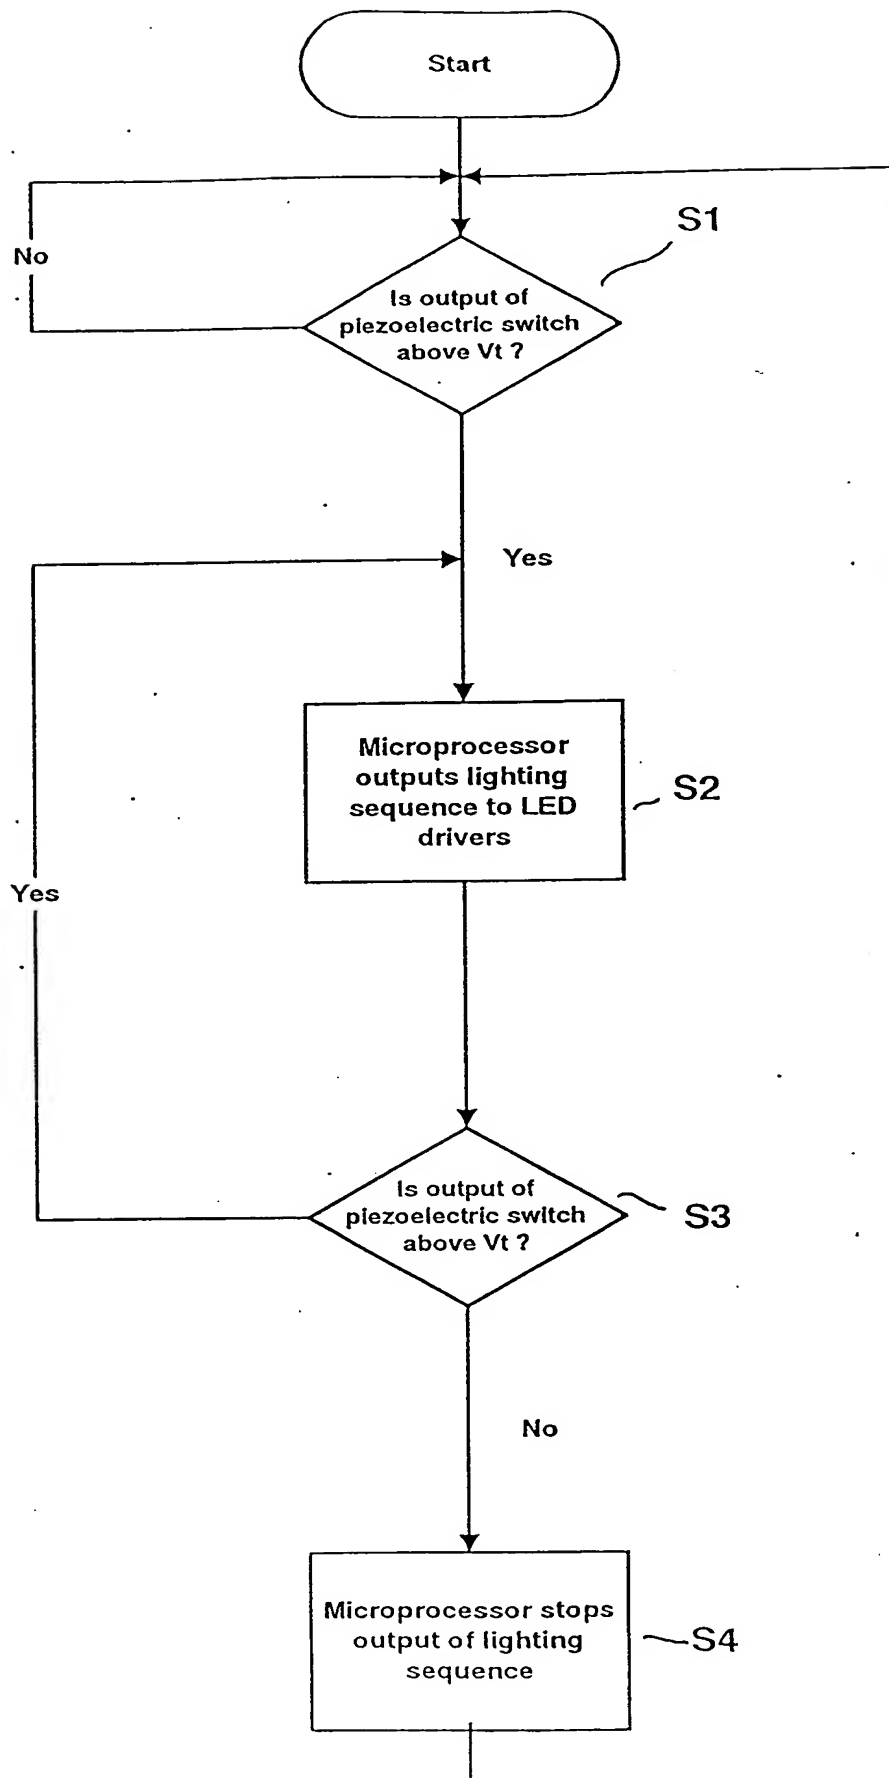 Start
S1
No
Is output of
piezoelectric switch
above Vt ?
Yes
Microprocessor
outputs lighting
sequence to LED
drivers
S2
Yes
Is output of
piezoelectric switch
above Vt ?
S3
No
Microprocessor stops
output of lighting
sequence
S4